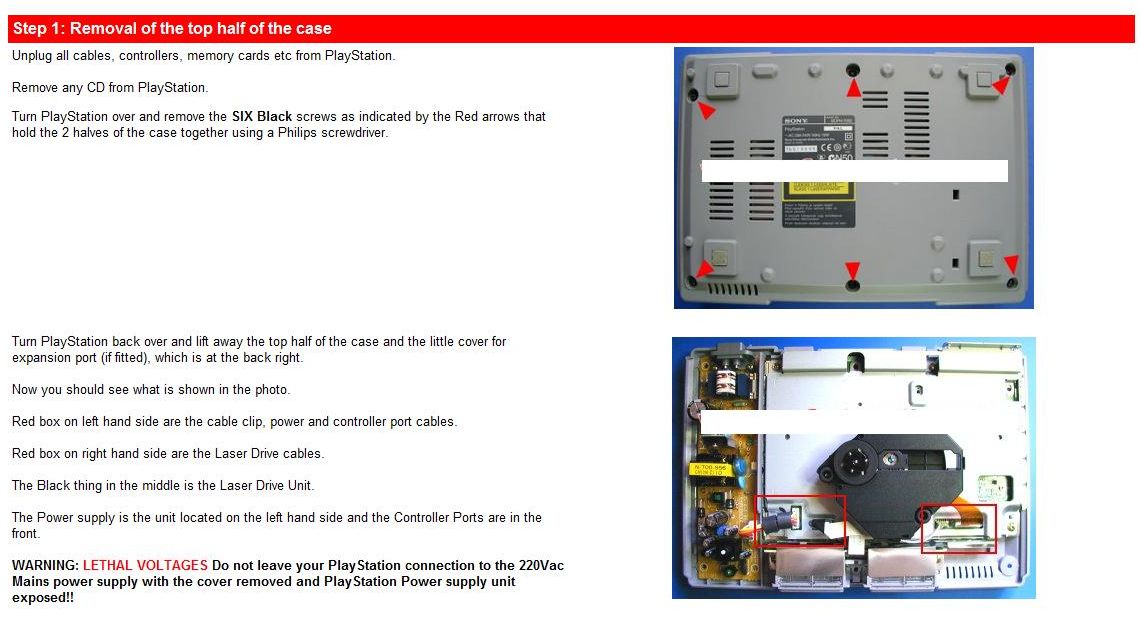 Step 1: Removal of the top half of the case
Unplug all cables, controllers, memory cards etc from PlayStation.
Remove any CD from PlayStation.
Turn PlayStation over and remove the SIX Black screws as indicated by the Red arrows that
hold the 2 halves of the case together using a Philips screwdriver.
SONY
PlayStation
PAL
CE
N50
Turn PlayStation back over and lift away the top half of the case and the little cover for
expansion port (if fitted), which is at the back right.
Now you should see what is shown in the photo.
Red box on left hand side are the cable clip, power and controller port cables.
Red box on right hand side are the Laser Drive cables.
The Black thing in the middle is the Laser Drive Unit.
The Power supply is the unit located on the left hand side and the Controller Ports are in the
front.
WARNING: LETHAL VOLTAGES Do not leave your PlayStation connection to the 220Vac
Mains power supply with the cover removed and PlayStation Power supply unit
exposed!!